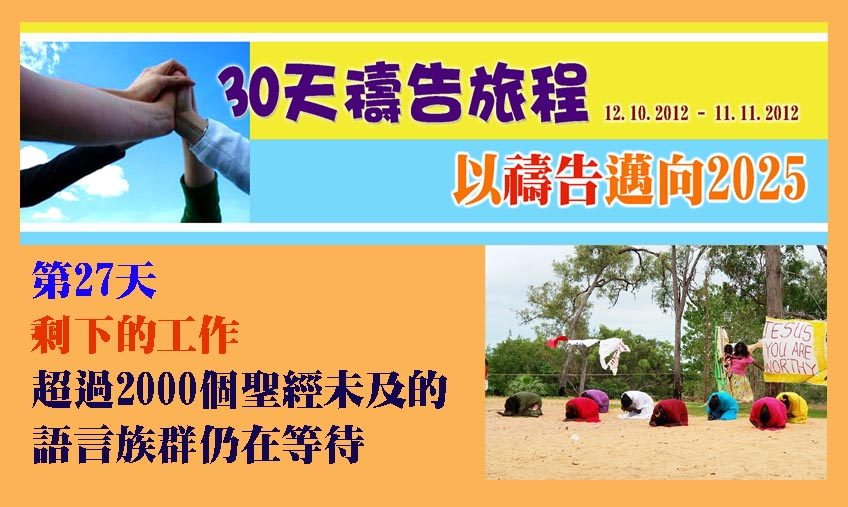 30天禱告旅程 12.10.2012 - 11.11.2012
以禱告邁向2025
第27天
剩下的工作
超過2000個聖經未及的
語言族群仍在等待
JESUS
YOU ARE
WORTHY